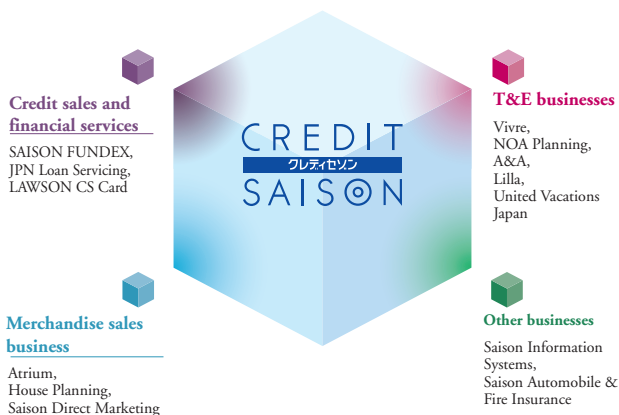 Credit sales and
financial services
SAISON FUNDEX,
JPN Loan Servicing,
LAWSON CS Card
CREDIT
クレディセゾン
SAISON
T&E businesses
Vivre,
NOA Planning,
A&A,
Lilla,
United Vacations
Japan
Merchandise sales
business
Atrium,
House Planning,
Saison Direct Marketing
Other businesses
Saison Information
Systems,
Saison Automobile &
Fire Insurance